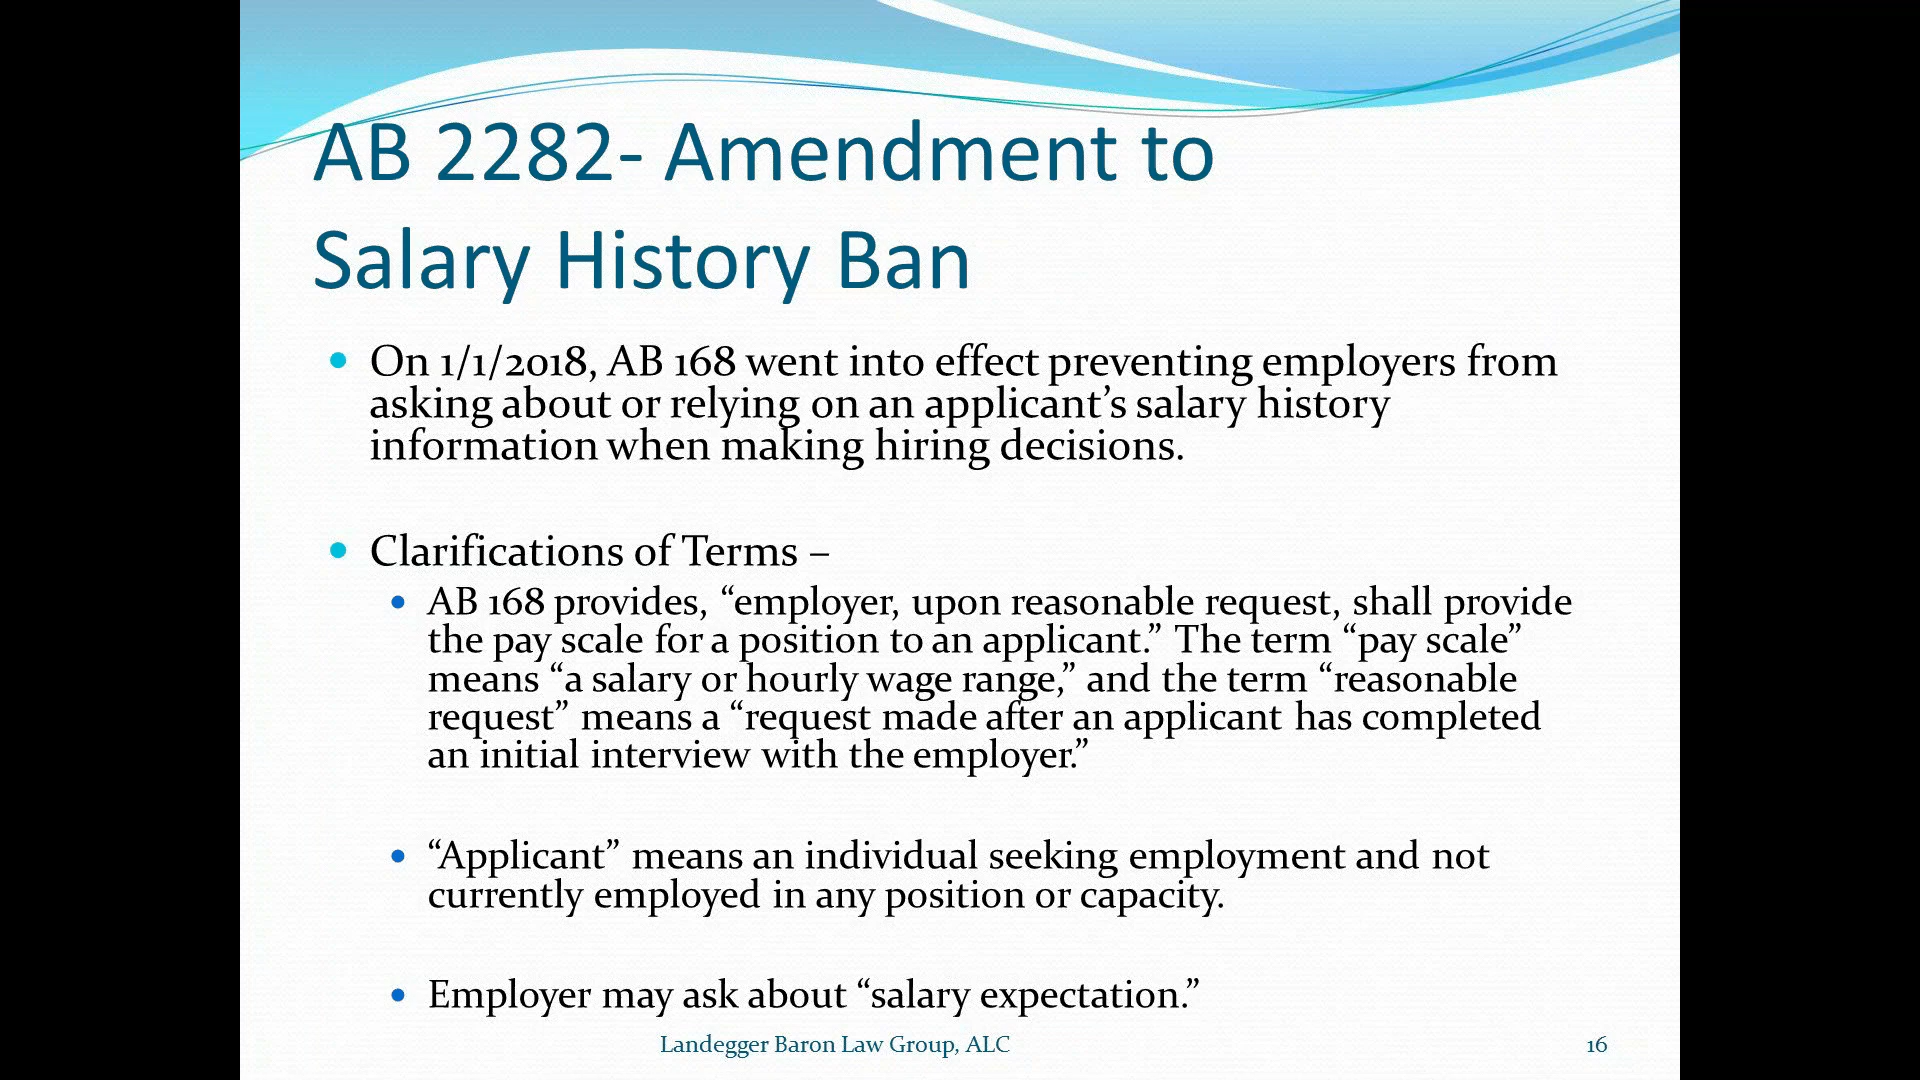 AB 2282- Amendment to
Salary History Ban
• On 1/1/2018, AB 168 went into effect preventing employers from
asking about or relying on an applicant’s salary history
information when making hiring decisions.
• Clarifications of Terms –
• AB 168 provides, “employer, upon reasonable request, shall provide
the pay scale for a position to an applicant.” The term “pay scale”
means “a salary or hourly wage range,” and the term “reasonable
request” means a “request made after an applicant has completed
an initial interview with the employer.”
• “Applicant” means an individual seeking employment and not
currently employed in any position or capacity.
• Employer may ask about “salary expectation.”
Landegger Baron Law Group, ALC
16